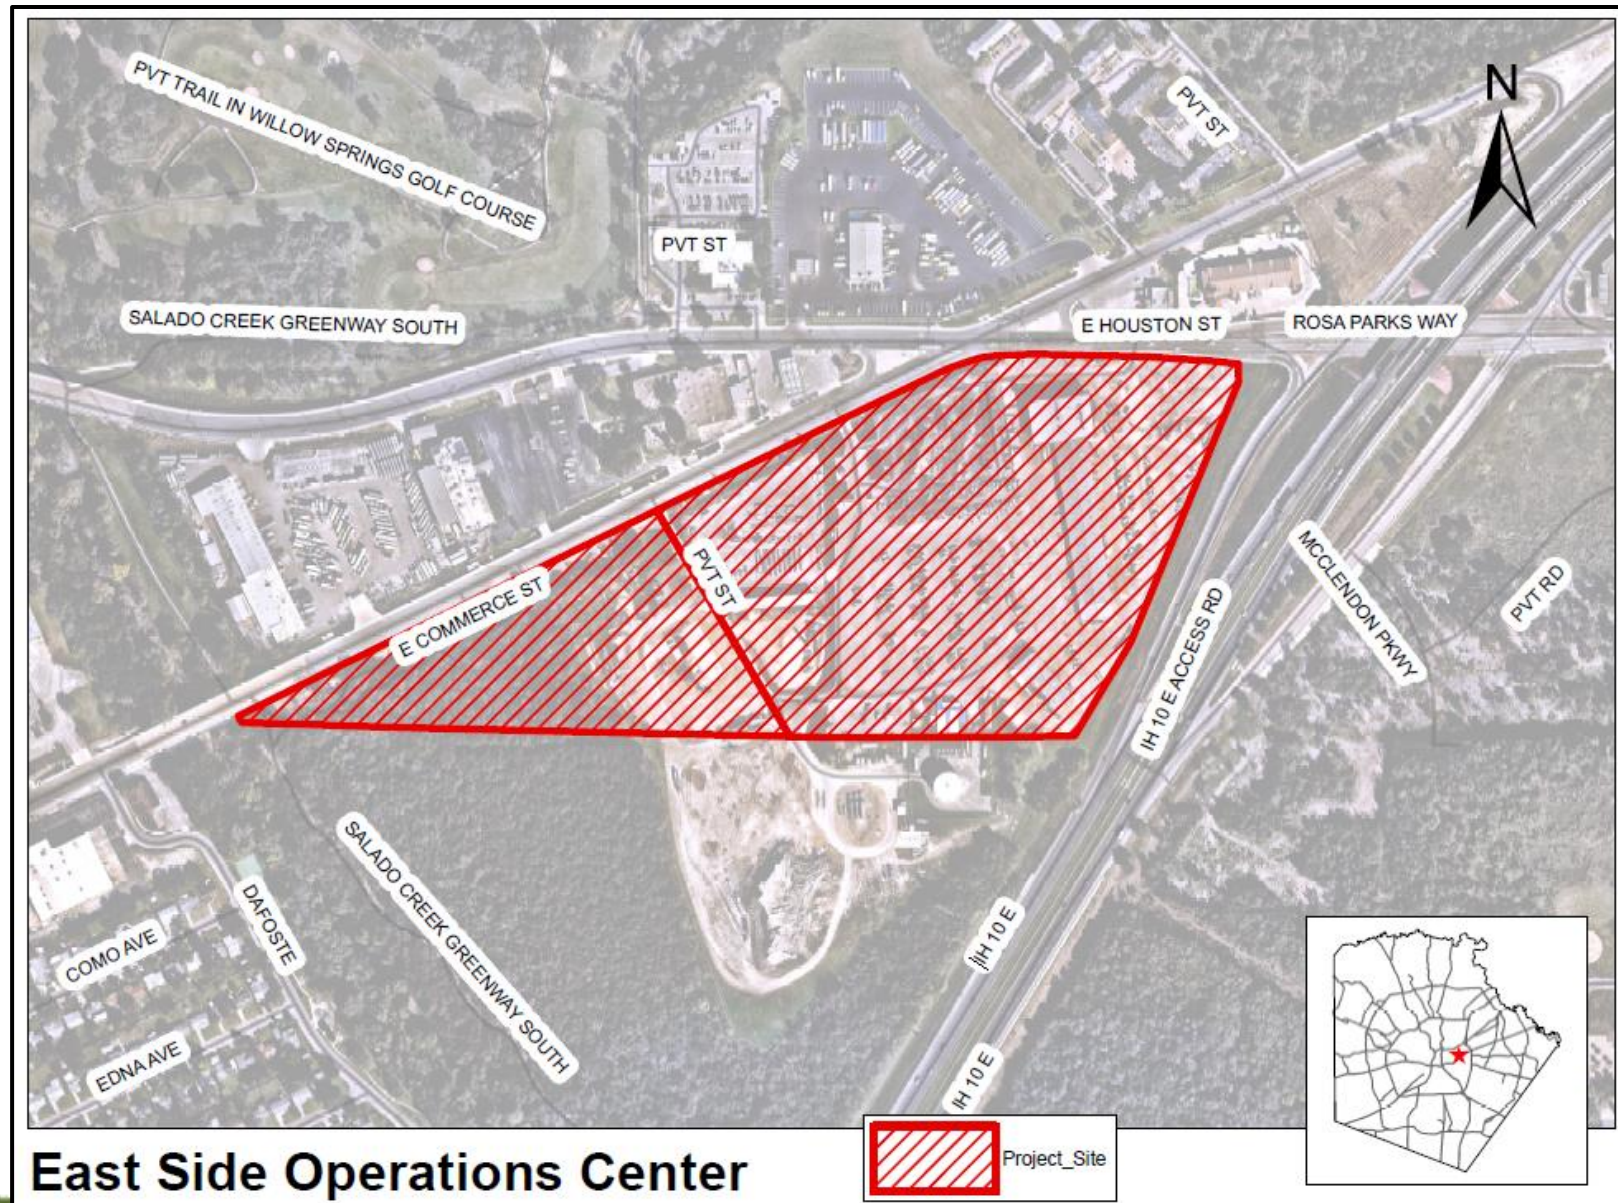 N
PVT TRAIL IN WILLOW SPRINGS GOLF COURSE
PVT ST
PVT ST
SALADO CREEK GREENWAY SOUTH
E HOUSTON ST
ROSA PARKS WAY
PVT ST
E COMMERCE ST
MCCLENDON PKWY
PVT RD
IH 10 E ACCESS RD
SALADO CREEK GREENWAY SOUTH
DAFOSTE
COMO AVE
IH 10 E
EDNA AVE
IH 10 E
East Side Operations Center
Project_Site